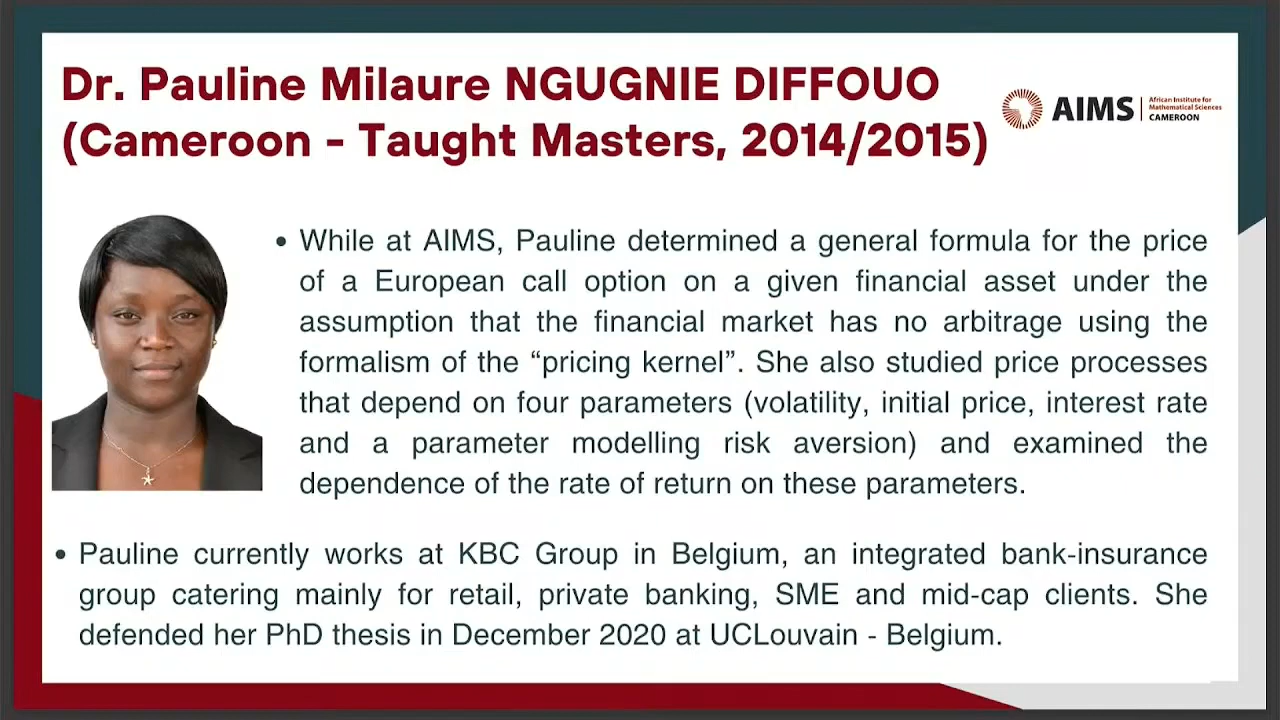 Dr. Pauline Milaure NGUGNIE DIFFOUO
(Cameroon - Taught Masters, 2014/2015)
AIMS
African Institute for
Mathematical Sciences
CAMEROON
• While at AIMS, Pauline determined a general formula for the price
of a European call option on a given financial asset under the
assumption that the financial market has no arbitrage using the
formalism of the “pricing kernel”. She also studied price processes
that depend on four parameters (volatility, initial price, interest rate
and a parameter modelling risk aversion) and examined the
dependence of the rate of return on these parameters.
• Pauline currently works at KBC Group in Belgium, an integrated bank-insurance
group catering mainly for retail, private banking, SME and mid-cap clients. She
defended her PhD thesis in December 2020 at UCLouvain - Belgium.